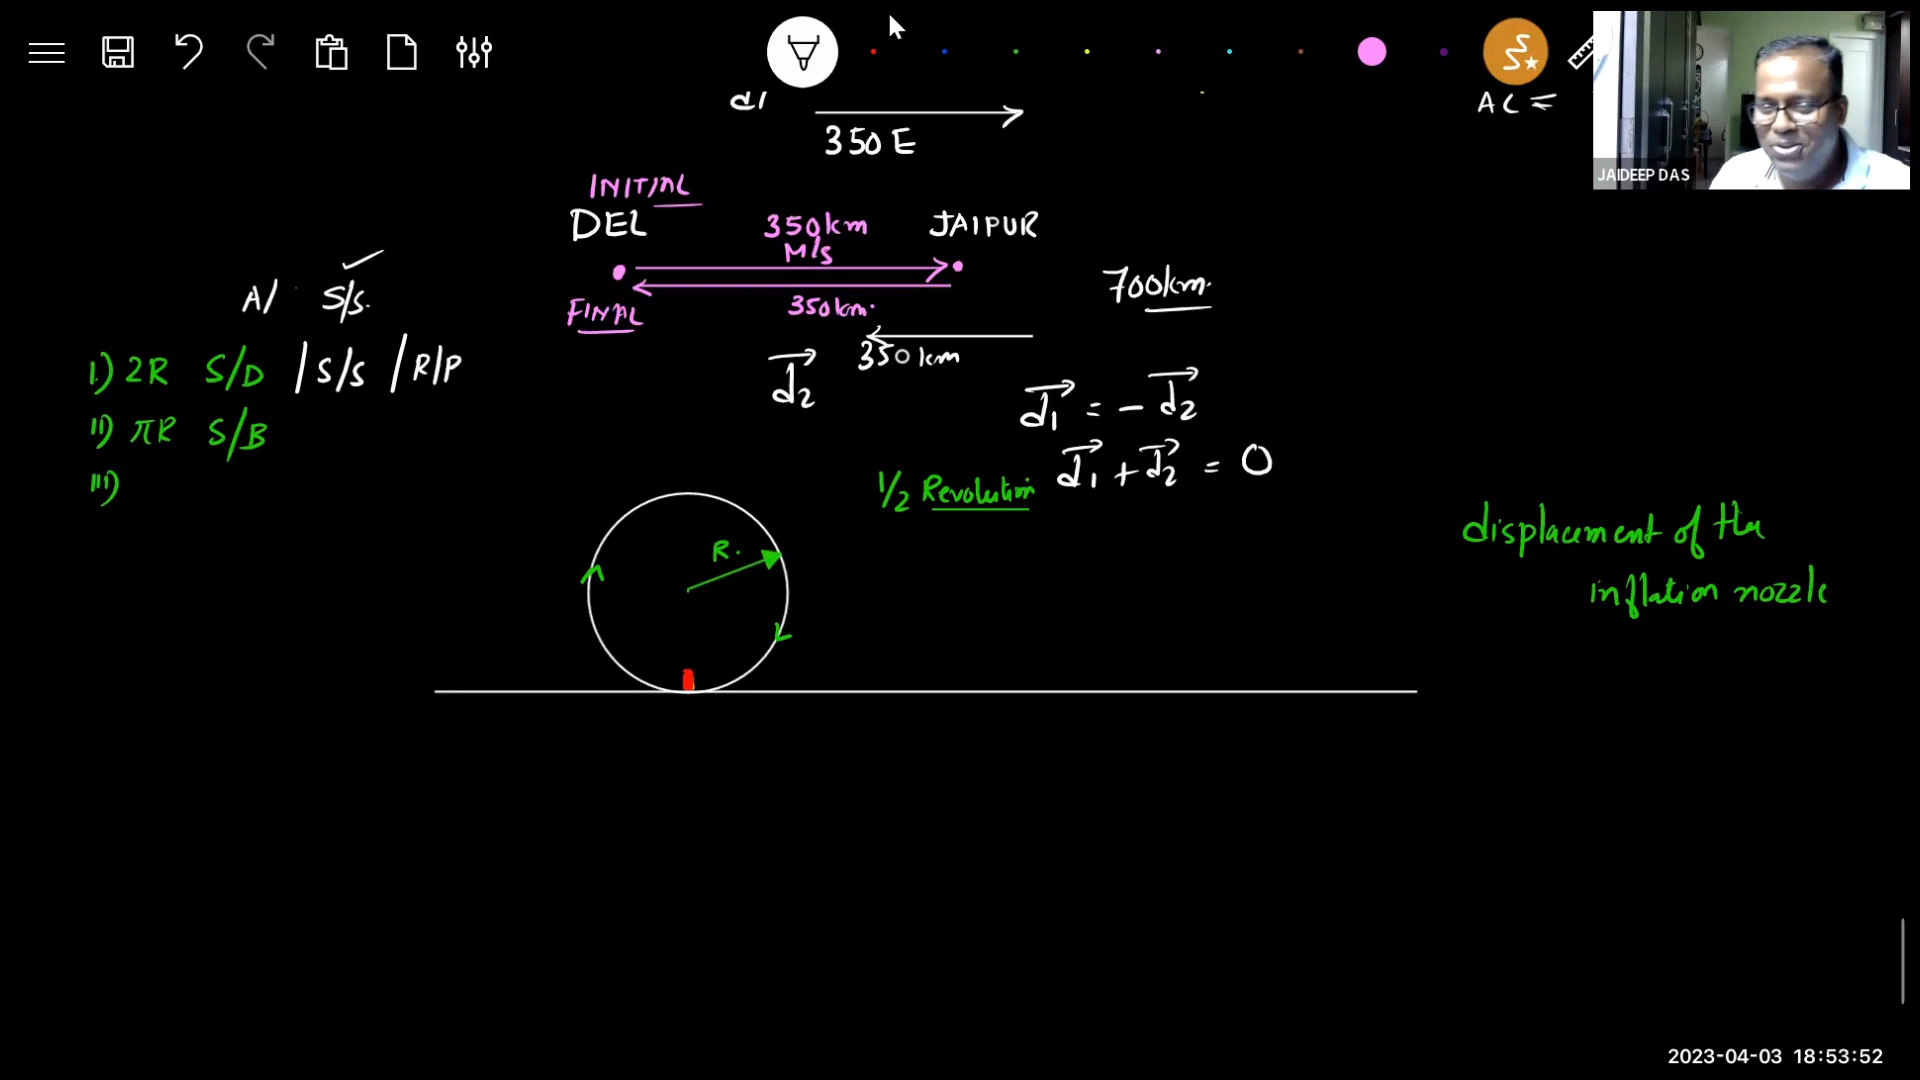 d1
350 E
AC =
JAIDEEP DAS
INITIAL
DEL 350km JAIPUR
M/s
A/ S/s.
FINAL 350km.
700km.
350 km
I.) 2R S/D / S/S / R/P
d2
d1 = - d2
II) πR S/B
d1 + d2 = 0
III)
1/2 Revolution
R.
displacement of the
inflation nozzle
2023-04-03 18:53:52